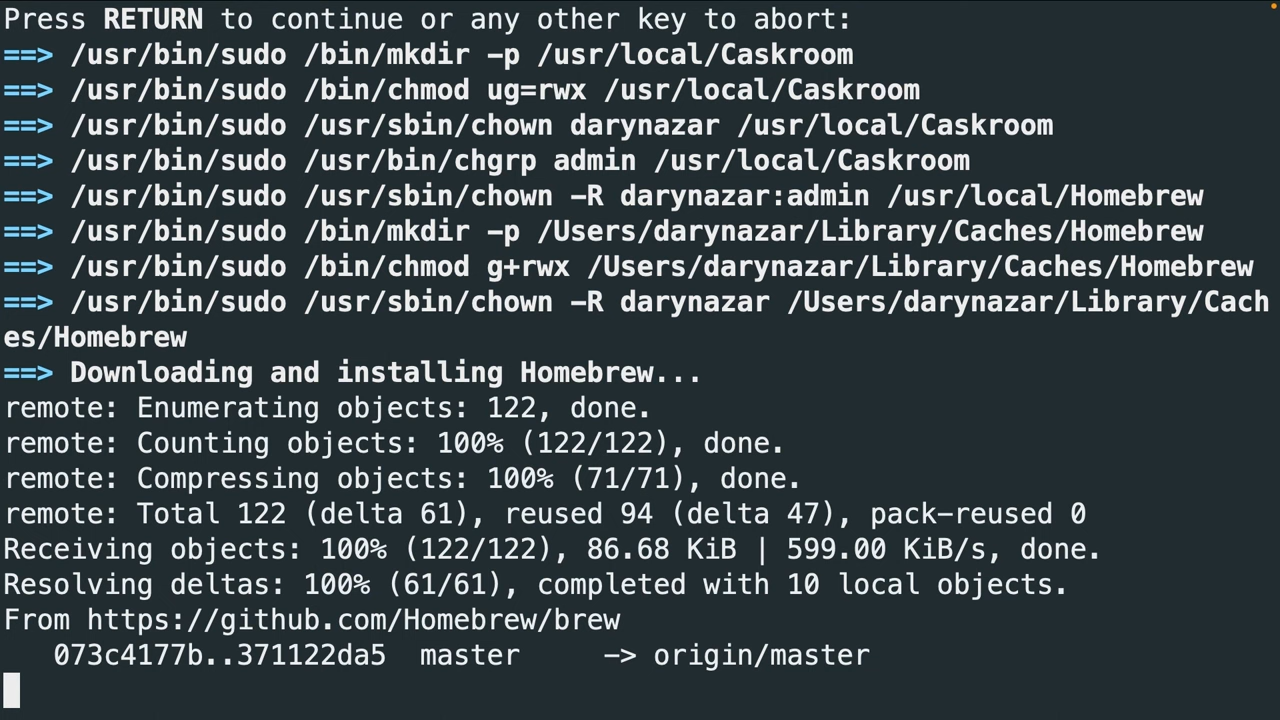 Press RETURN to continue or any other key to abort:
==> /usr/bin/sudo /bin/mkdir -p /usr/local/Caskroom
==> /usr/bin/sudo /bin/chmod ug=rwx /usr/local/Caskroom
==> /usr/bin/sudo /usr/sbin/chown darynazar /usr/local/Caskroom
==> /usr/bin/sudo /usr/bin/chgrp admin /usr/local/Caskroom
==> /usr/bin/sudo /usr/sbin/chown -R darynazar:admin /usr/local/Homebrew
==> /usr/bin/sudo /bin/mkdir -p /Users/darynazar/Library/Caches/Homebrew
==> /usr/bin/sudo /bin/chmod g+rwx /Users/darynazar/Library/Caches/Homebrew
==> /usr/bin/sudo /usr/sbin/chown -R darynazar /Users/darynazar/Library/Cach
es/Homebrew
==> Downloading and installing Homebrew...
remote: Enumerating objects: 122, done.
remote: Counting objects: 100% (122/122), done.
remote: Compressing objects: 100% (71/71), done.
remote: Total 122 (delta 61), reused 94 (delta 47), pack-reused 0
Receiving objects: 100% (122/122), 86.68 KiB | 599.00 KiB/s, done.
Resolving deltas: 100% (61/61), completed with 10 local objects.
From https://github.com/Homebrew/brew
   073c4177b..371122da5  master     -> origin/master